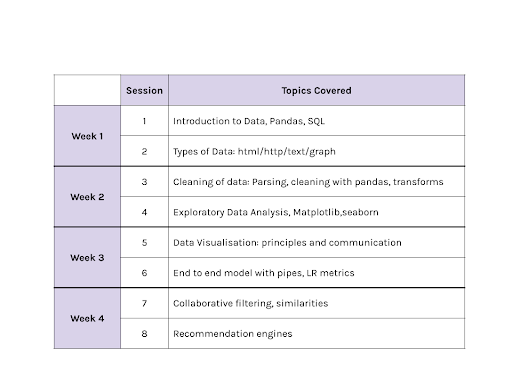 Session Topics Covered
Week 1
1 Introduction to Data, Pandas, SQL
2 Types of Data: html/http/text/graph
Week 2
3 Cleaning of data: Parsing, cleaning with pandas, transforms
4 Exploratory Data Analysis, Matplotlib,seaborn
Week 3
5 Data Visualisation: principles and communication
6 End to end model with pipes, LR metrics
Week 4
7 Collaborative filtering, similarities
8 Recommendation engines